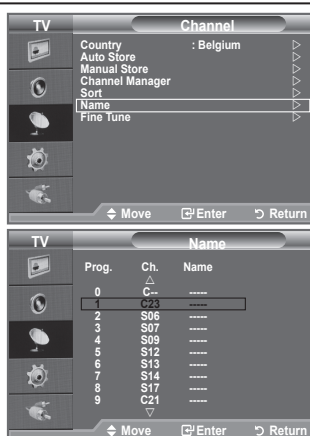 TV Channel
Country : Belgium
Auto Store
Manual Store
Channel Manager
Sort
Name
Fine Tune
Move Enter Return
TV Name
Prog. Ch. Name
0 C-- -----
1 C23 -----
2 S06 -----
3 S07 -----
4 S09 -----
5 S12 -----
6 S13 -----
7 S14 -----
8 S17 -----
9 C21 -----
Move Enter Return